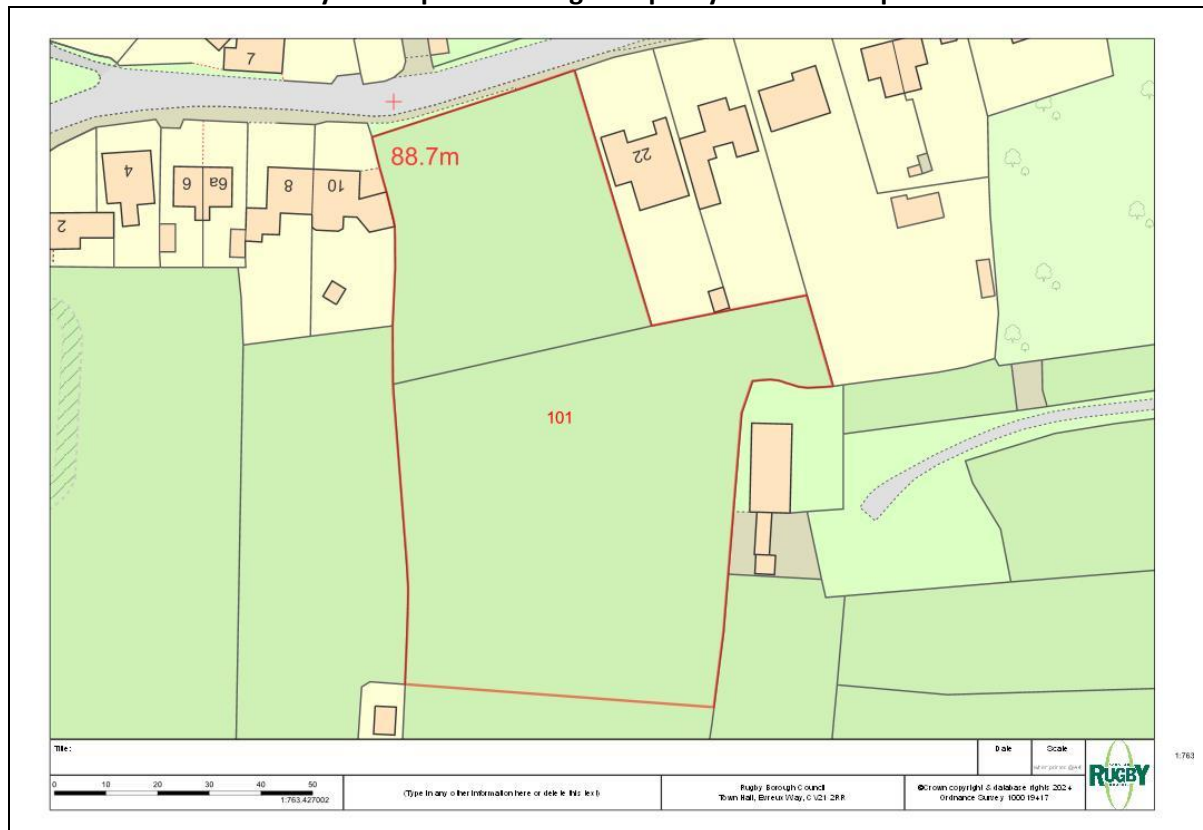 7
88.7m
4
6
6a
8
10
2
22
101
Title:
Date
Scale
0 10 20 30 40 50
1:763.427002
(Type in any other information here or delete this text)
Rugby Borough Council
Town Hall, Evreux Way, CV21 2RR
©Crown copyright & database rights 2024
Ordnance Survey 100019417
RUGBY
1:763